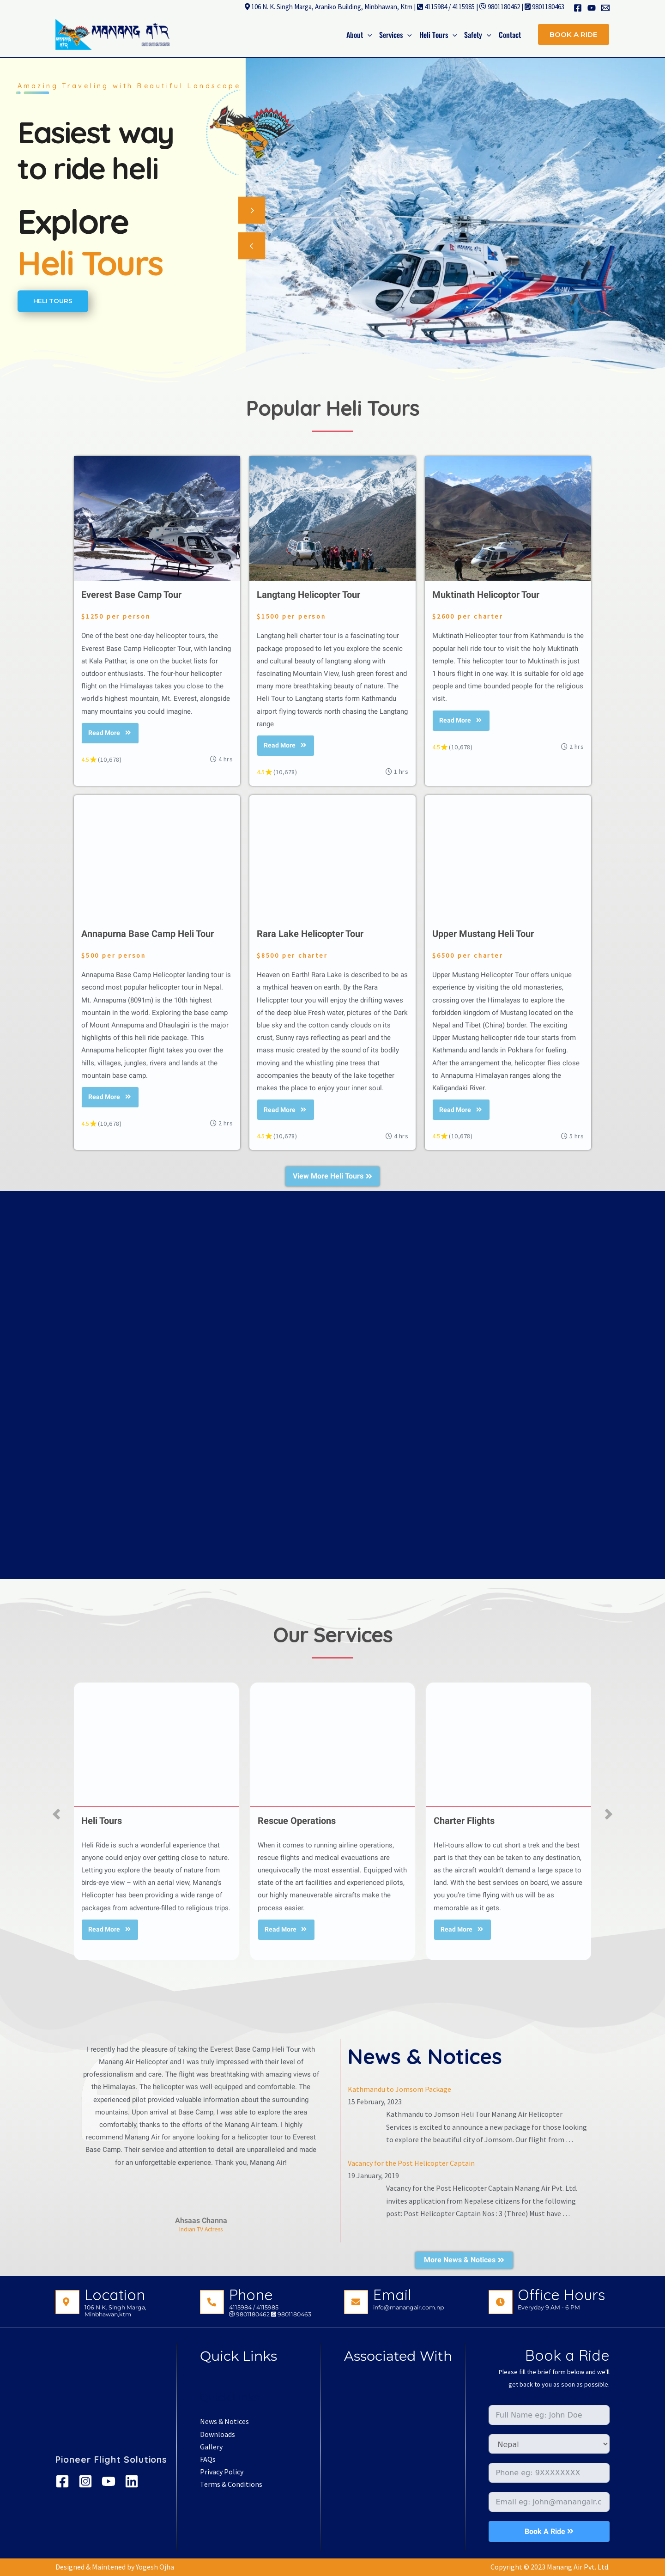 106 N. K. Singh Marga, Araniko Building, Minbhawan, Ktm | 4115984 / 4115985 | 9801180462 | 9801180463
MANANG AIR
About Services Heli Tours Safety Contact
BOOK A RIDE
Amazing Traveling with Beautiful Landscape
Easiest way
to ride heli
Explore
Heli Tours
HELI TOURS
Popular Heli Tours
Everest Base Camp Tour
$1250 per person
One of the best one-day helicopter tours, the
Everest Base Camp Helicopter Tour, with landing
at Kala Patthar, is one on the bucket lists for
outdoor enthusiasts. The four-hour helicopter
flight on the Himalayas takes you close to the
world's highest mountain, Mt. Everest, alongside
many mountains you could imagine.
Read More »
4.5★(10,678) 4 hrs
Langtang Helicopter Tour
$1500 per person
Langtang heli charter tour is a fascinating tour
package proposed to let you explore the scenic
and cultural beauty of langtang along with
fascinating Mountain View, lush green forest and
many more breathtaking beauty of nature. The
Heli Tour to Langtang starts form Kathmandu
airport flying towards north chasing the Langtang
range
Read More »
4.5★(10,678) 1 hrs
Muktinath Helicoptor Tour
$2600 per charter
Muktinath Helicopter tour from Kathmandu is the
popular heli ride tour to visit the holy Muktinath
temple. This helicopter tour to Muktinath is just
1 hours flight in one way. It is suitable for old age
people and time bounded people for the religious
visit.
Read More »
4.5★(10,678) 2 hrs
Annapurna Base Camp Heli Tour
$500 per person
Annapurna Base Camp Helicopter landing tour is
second most popular helicopter tour in Nepal.
Mt. Annapurna (8091m) is the 10th highest
mountain in the world. Exploring the base camp
of Mount Annapurna and Dhaulagiri is the major
highlights of this heli ride package. This
Annapurna helicopter flight takes you over the
hills, villages, jungles, rivers and lands at the
mountain base camp.
Read More »
4.5★(10,678) 2 hrs
Rara Lake Helicopter Tour
$8500 per charter
Heaven on Earth! Rara Lake is described to be as
a mythical heaven on earth. By the Rara
Helicpopter tour you will enjoy the drifting waves
of the deep blue Fresh water, pictures of the Dark
blue sky and the cotton candy clouds on its
crust, Sunny rays reflecting as pearl and the
mass music created by the sound of its bodily
moving and the whistling pine trees that
accompanies the beauty of the lake together
makes the place to enjoy your inner soul.
Read More »
4.5★(10,678) 4 hrs
Upper Mustang Heli Tour
$6500 per charter
Upper Mustang Helicopter Tour offers unique
experience by visiting the old monasteries,
crossing over the Himalayas to explore the
forbidden kingdom of Mustang located on the
Nepal and Tibet (China) border. The exciting
Upper Mustang helicopter ride tour starts from
Kathmandu and lands in Pokhara for fueling.
After the arrangement the, helicopter flies close
to Annapurna Himalayan ranges along the
Kaligandaki River.
Read More »
4.5★(10,678) 5 hrs
View More Heli Tours »
Our Services
Heli Tours
Heli Ride is such a wonderful experience that
anyone could enjoy over getting close to nature.
Letting you explore the beauty of nature from
birds-eye view – with an aerial view, Manang's
Helicopter has been providing a wide range of
packages from adventure-filled to religious trips.
Read More »
Rescue Operations
When it comes to running airline operations,
rescue flights and medical evacuations are
unequivocally the most essential. Equipped with
state of the art facilities and experienced pilots,
our highly maneuverable aircrafts make the
process easier.
Read More »
Charter Flights
Heli-tours allow to cut short a trek and the best
part is that they can be taken to any destination,
as the aircraft wouldn't demand a large space to
land. With the best services on board, we assure
you you're time flying with us will be as
memorable as it gets.
Read More »
I recently had the pleasure of taking the Everest Base Camp Heli Tour with
Manang Air Helicopter and I was truly impressed with their level of
professionalism and care. The flight was breathtaking with amazing views of
the Himalayas. The helicopter was well-equipped and comfortable. The
experienced pilot provided valuable information about the surrounding
mountains. Upon arrival at Base Camp, I was able to explore the area
comfortably, thanks to the efforts of the Manang Air team. I highly
recommend Manang Air for anyone looking for a helicopter tour to Everest
Base Camp. Their service and attention to detail are unparalleled and made
for an unforgettable experience. Thank you, Manang Air!
Ahsaas Channa
Indian TV Actress
News & Notices
Kathmandu to Jomsom Package
15 February, 2023
Kathmandu to Jomson Heli Tour Manang Air Helicopter
Services is excited to announce a new package for those looking
to explore the beautiful city of Jomsom. Our flight from …
Vacancy for the Post Helicopter Captain
19 January, 2019
Vacancy for the Post Helicopter Captain Manang Air Pvt. Ltd.
invites application from Nepalese citizens for the following
post: Post Helicopter Captain Nos : 3 (Three) Must have …
More News & Notices »
Location
106 N K. Singh Marga,
Minbhawan,ktm
Phone
4115984 / 4115985
9801180462 9801180463
Email
info@manangair.com.np
Office Hours
Everyday 9 AM - 6 PM
Pioneer Flight Solutions
Quick Links
News & Notices
Downloads
Gallery
FAQs
Privacy Policy
Terms & Conditions
Associated With
Book a Ride
Please fill the brief form below and we'll
get back to you as soon as possible.
Full Name eg: John Doe
Nepal
Phone eg: 9XXXXXXXX
Email eg: john@manangair.c
Book A Ride »
Designed & Maintened by Yogesh Ojha
Copyright © 2023 Manang Air Pvt. Ltd.